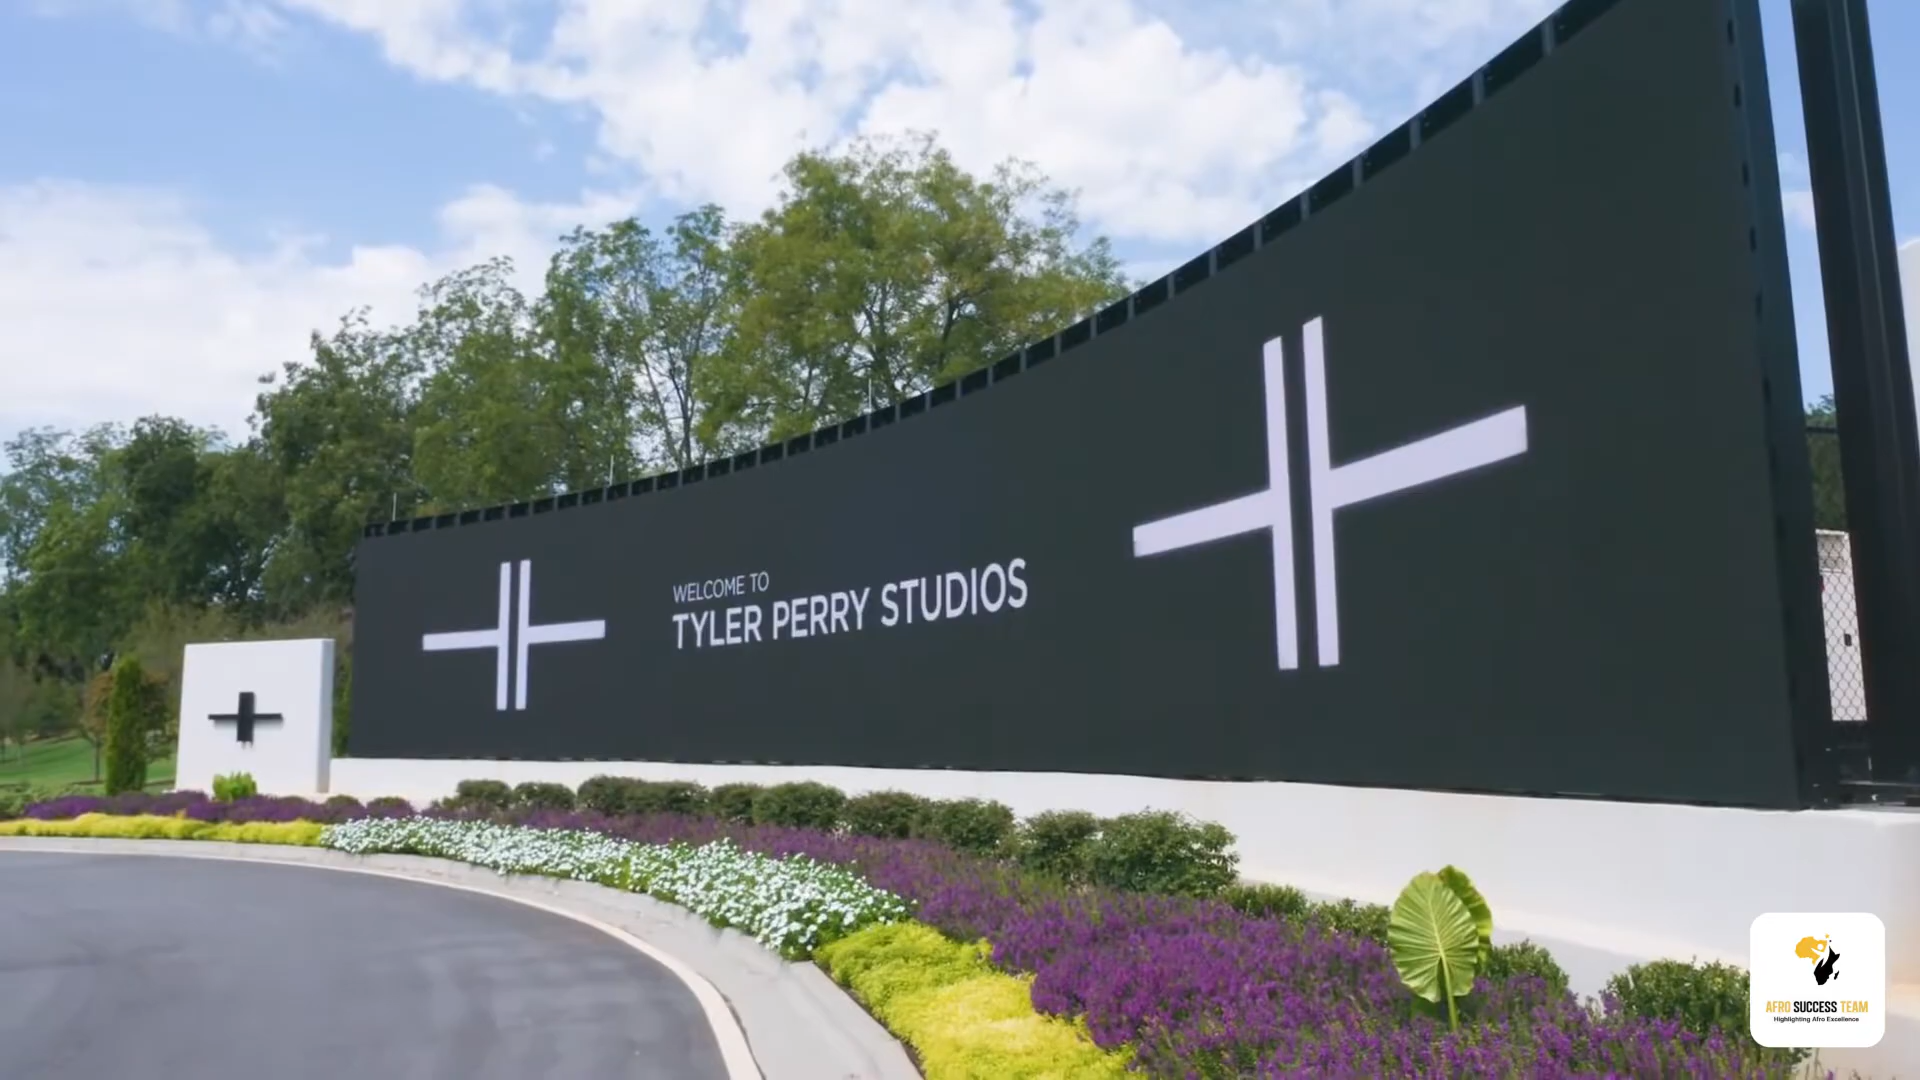 WELCOME TO
TYLER PERRY STUDIOS
AFRO SUCCESS TEAM
Highlighting Afro Excellence